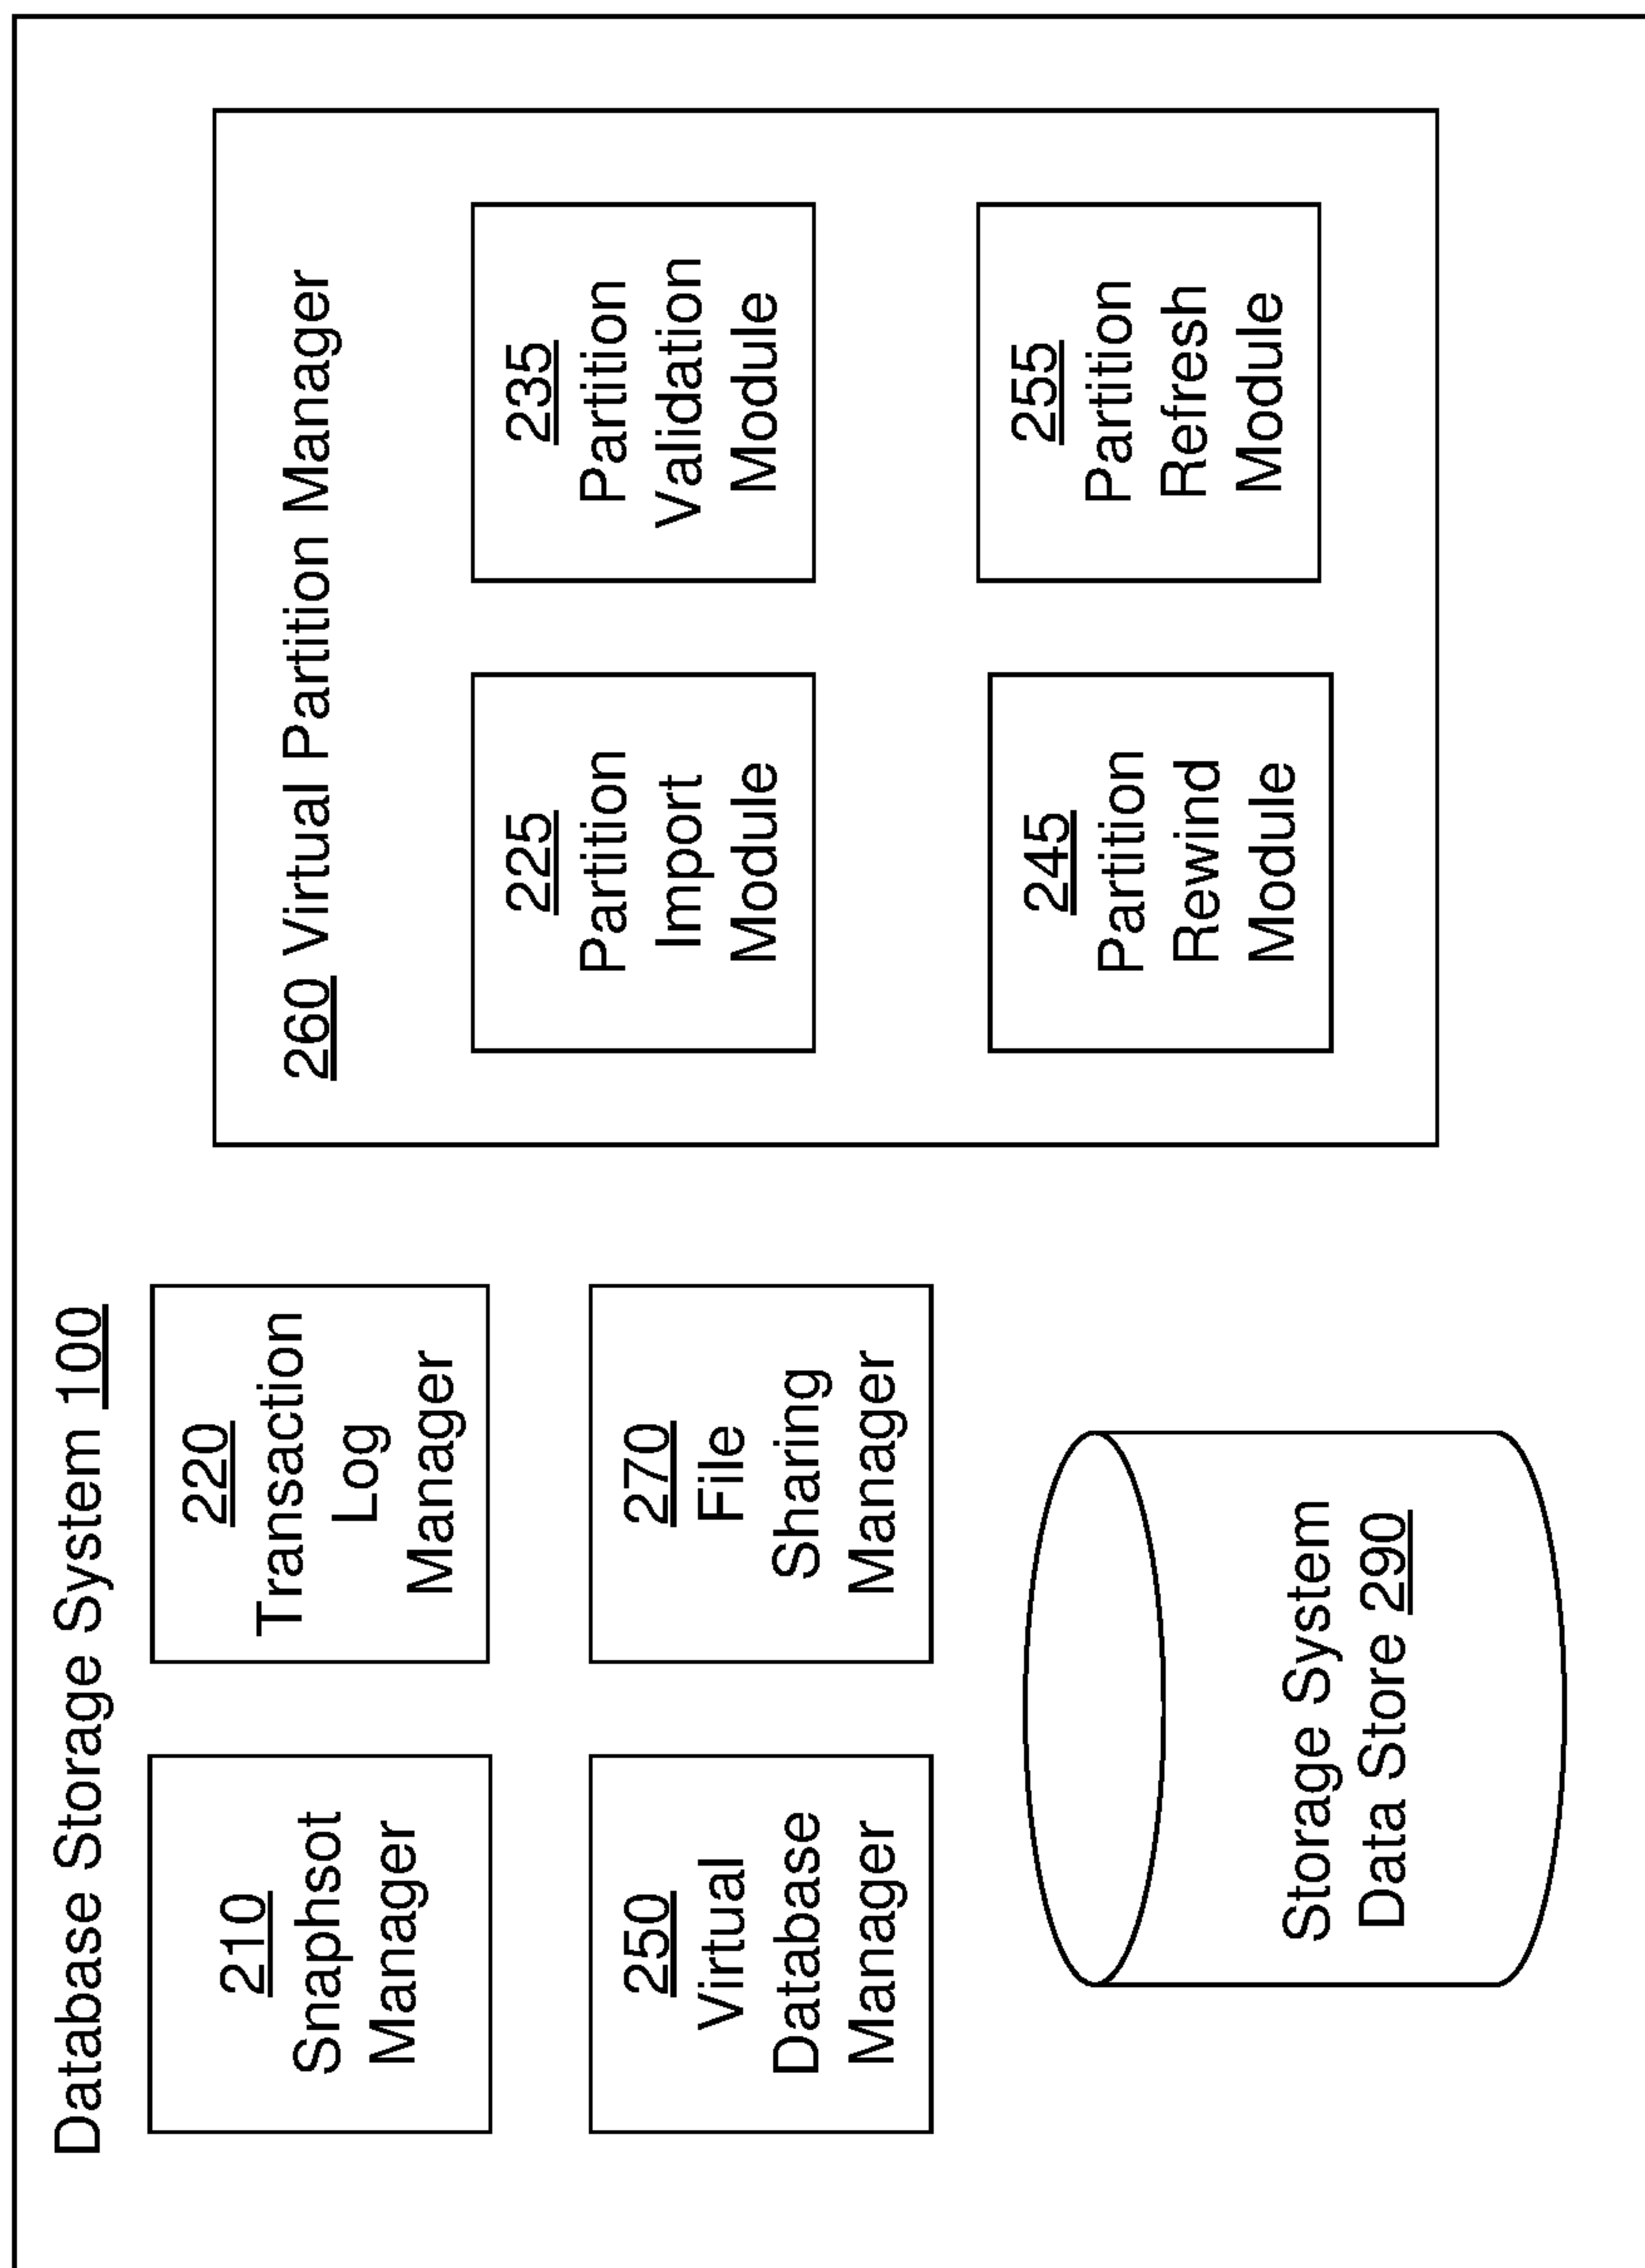 Database Storage System 100
210
Snaphsot
Manager
220
Transaction
Log
Manager
250
Virtual
Database
Manager
270
File
Sharing
Manager
Storage System
Data Store 290
260 Virtual Partition Manager
225
Partition
Import
Module
235
Partition
Validation
Module
245
Partition
Rewind
Module
255
Partition
Refresh
Module